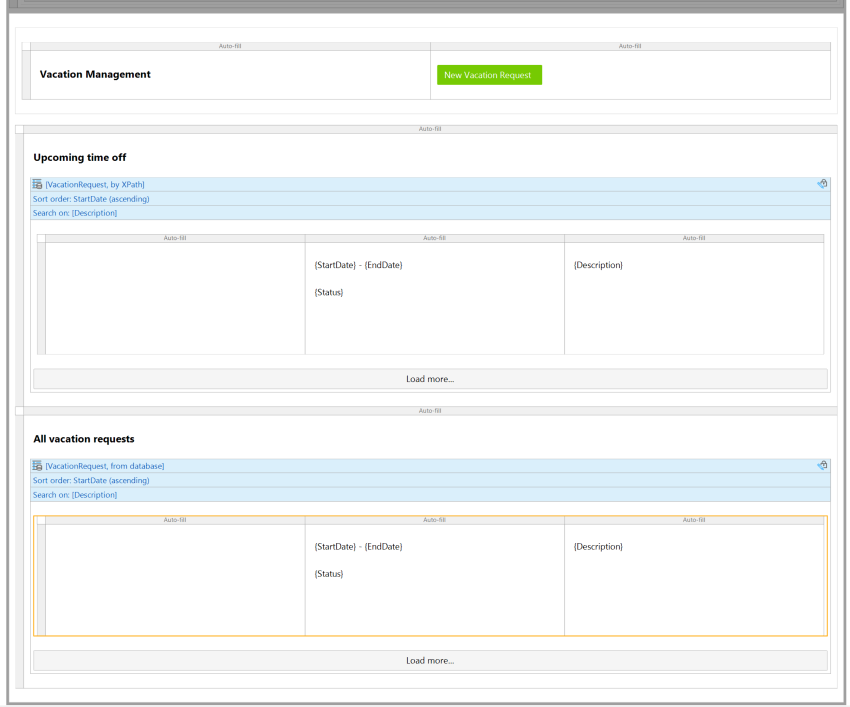 Auto-fill Auto-fill
Vacation Management New Vacation Request
Auto-fill
Upcoming time off
[VacationRequest, by XPath]
Sort order: StartDate (ascending)
Search on: [Description]
Auto-fill Auto-fill Auto-fill
{StartDate} - {EndDate} {Description}
{Status}
Load more...
Auto-fill
All vacation requests
[VacationRequest, from database]
Sort order: StartDate (ascending)
Search on: [Description]
Auto-fill Auto-fill Auto-fill
{StartDate} - {EndDate} {Description}
{Status}
Load more...